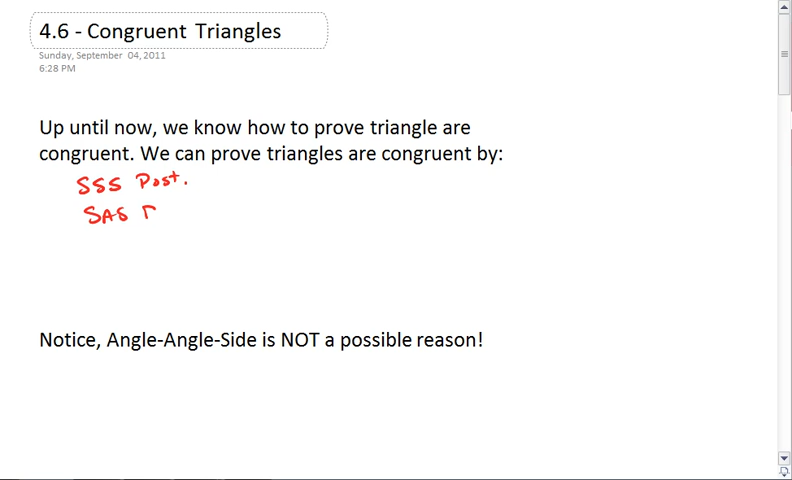 4.6 - Congruent Triangles
Sunday, September 04, 2011
6:28 PM
Up until now, we know how to prove triangle are
congruent. We can prove triangles are congruent by:
SSS Post.
SAS
Notice, Angle-Angle-Side is NOT a possible reason!